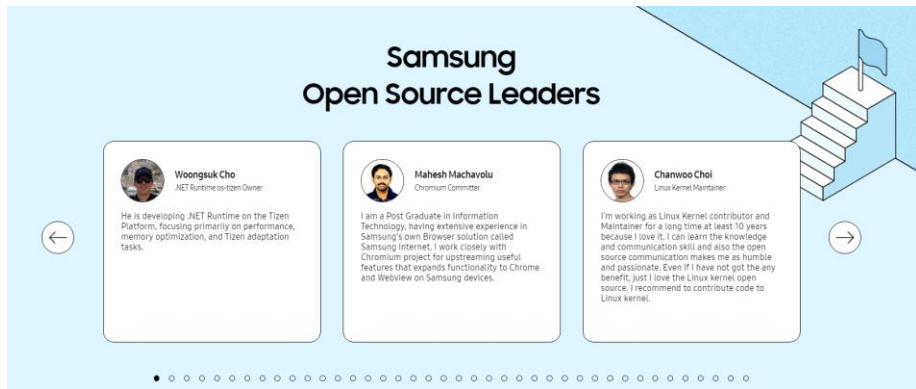 Samsung
Open Source Leaders
Woongsuk Cho
.NET Runtime os-tizen Owner
He is developing .NET Runtime on the Tizen
Platform, focusing primarily on performance,
memory optimization, and Tizen adaptation
tasks.
Mahesh Machavolu
Chromium Committer
I am a Post Graduate in Information
Technology, having extensive experience in
Samsung's own Browser solution called
Samsung Internet. I work closely with
Chromium project for upstreaming useful
features that expands functionality to Chrome
and Webview on Samsung devices.
Chanwoo Choi
Linux Kernel Maintainer
I'm working as Linux Kernel contributor and
Maintainer for a long time at least 10 years
because I love it. I can learn the knowledge
and communication skill and also the open
source communication makes me as humble
and passionate. Even if I have not got the any
benefit, just I love the Linux kernel open
source. I recommend to contribute code to
Linux kernel.